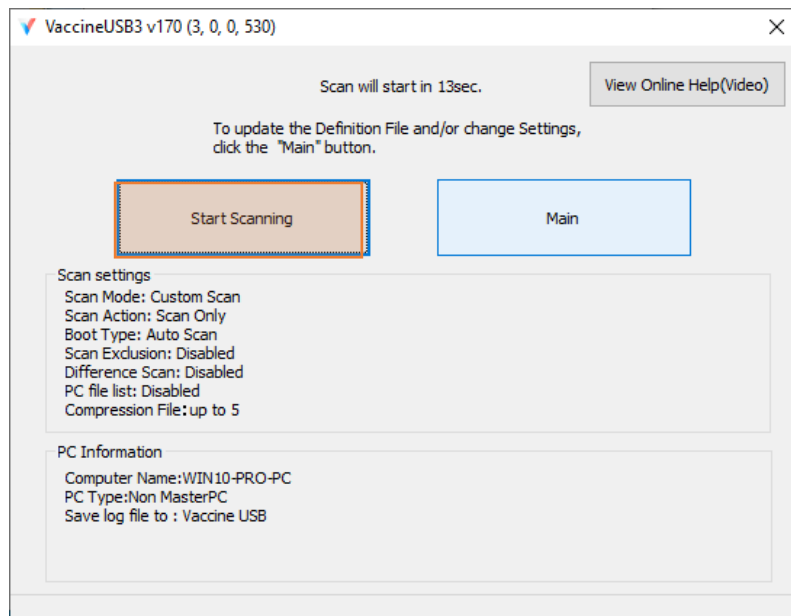 VaccineUSB3 v170 (3, 0, 0, 530)
Scan will start in 13sec.
View Online Help(Video)
To update the Definition File and/or change Settings,
click the "Main" button.
Start Scanning
Main
Scan settings
Scan Mode: Custom Scan
Scan Action: Scan Only
Boot Type: Auto Scan
Scan Exclusion: Disabled
Difference Scan: Disabled
PC file list: Disabled
Compression File:up to 5
PC Information
Computer Name:WIN10-PRO-PC
PC Type:Non MasterPC
Save log file to : Vaccine USB